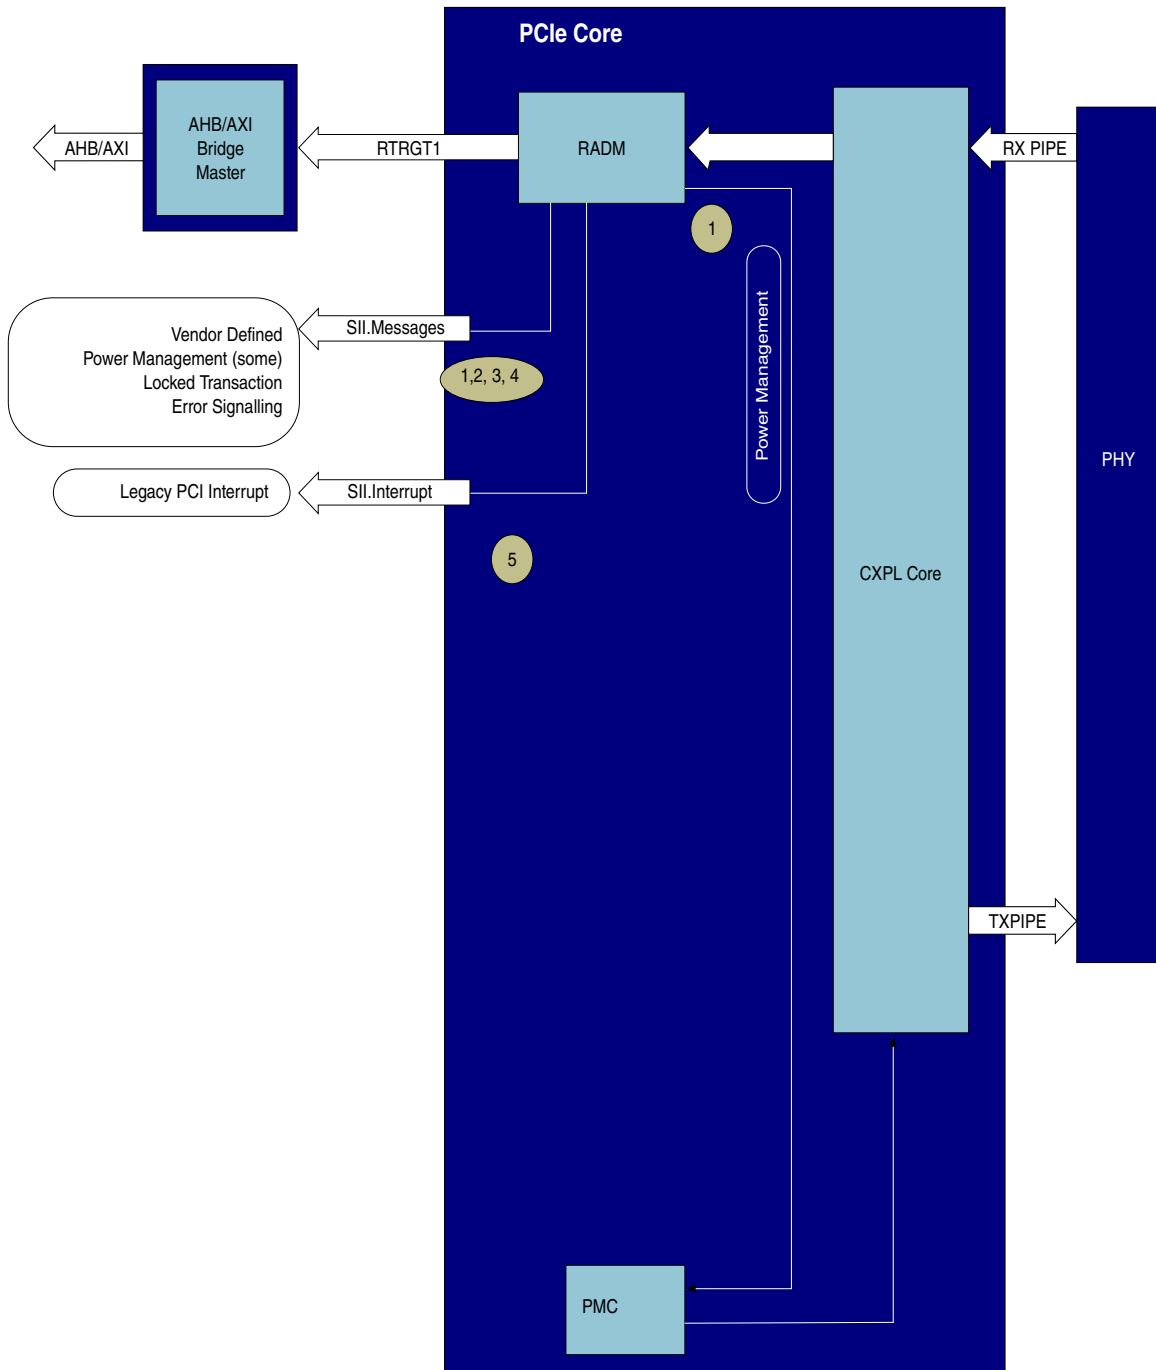 PCIe Core
AHB/AXI
Bridge
Master
AHB/AXI
RTRGT1
RADM
RX PIPE
1
SII.Messages
Vendor Defined
Power Management (some)
Locked Transaction
Error Signalling
1,2, 3, 4
Power Management
PHY
Legacy PCI Interrupt
SII.Interrupt
5
CXPL Core
TXPIPE
PMC